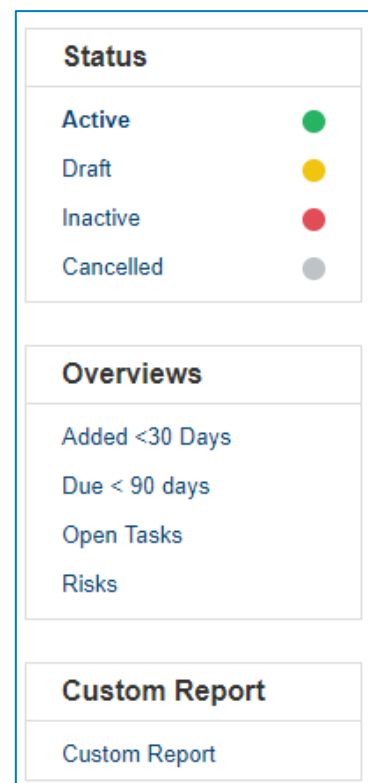 Status
Active
Draft
Inactive
Cancelled
Overviews
Added <30 Days
Due < 90 days
Open Tasks
Risks
Custom Report
Custom Report